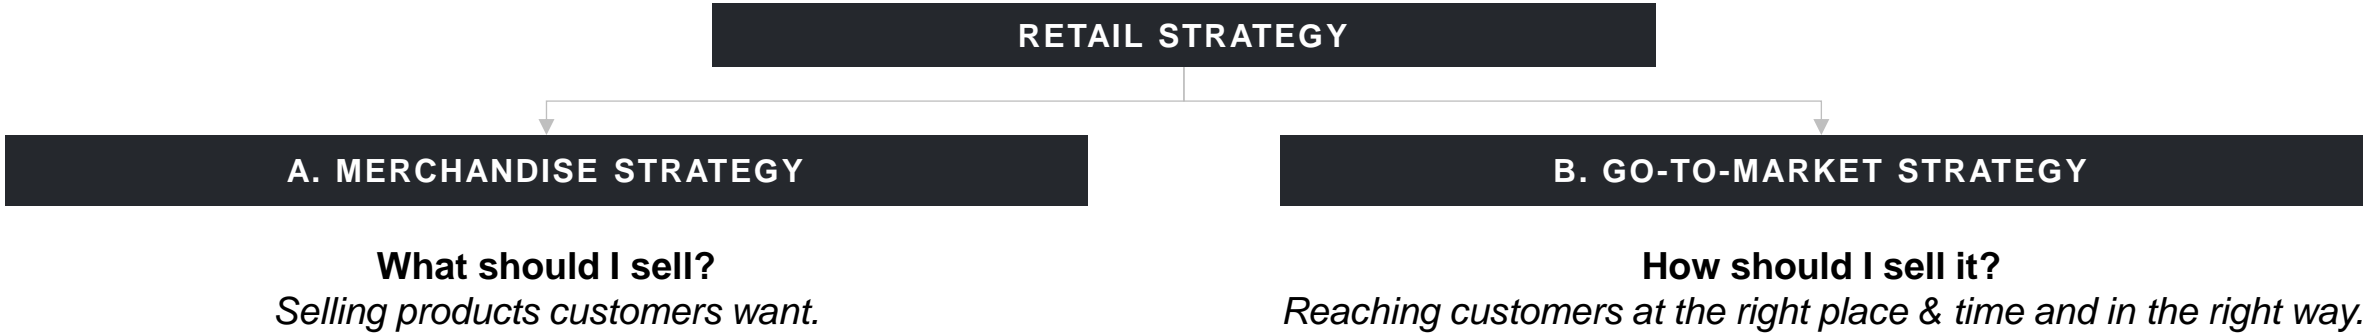 RETAIL STRATEGY
A. MERCHANDISE STRATEGY
What should I sell?
Selling products customers want.
B. GO-TO-MARKET STRATEGY
How should I sell it?
Reaching customers at the right place & time and in the right way.